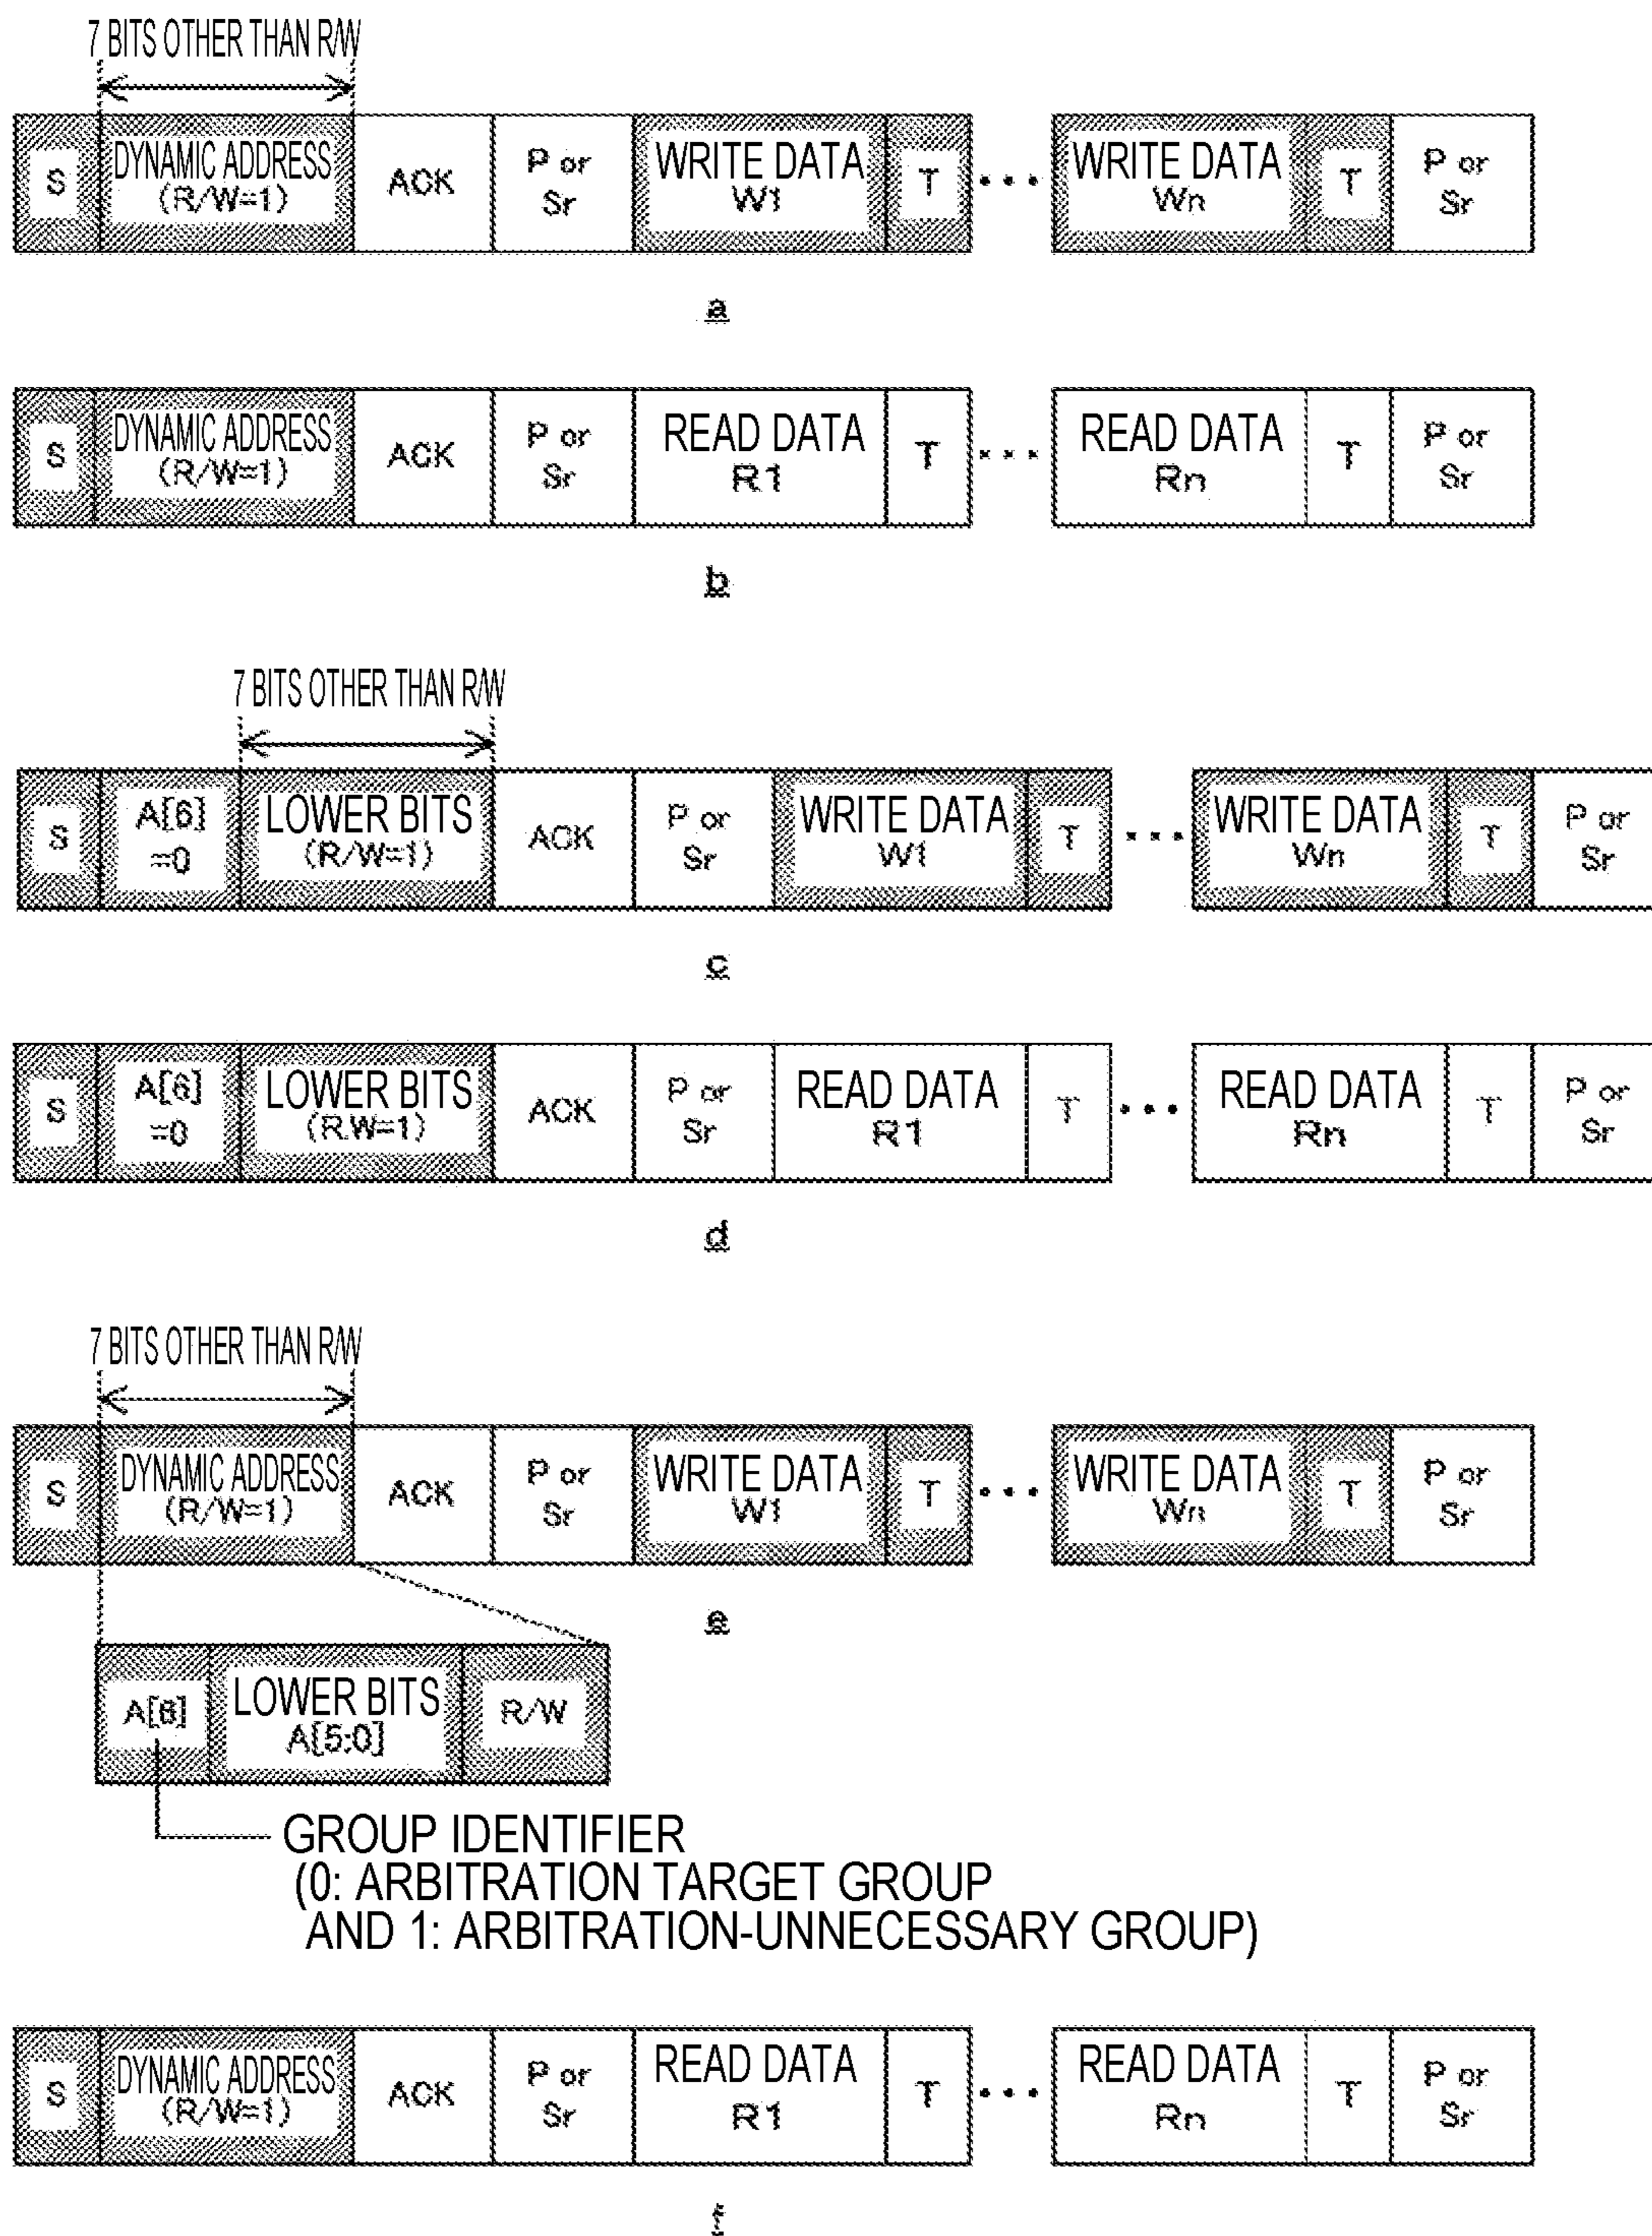 7 BITS OTHER THAN R/W
S DYNAMIC ADDRESS (R/W=1) ACK P or Sr WRITE DATA W1 T ... WRITE DATA Wn T P or Sr
a
S DYNAMIC ADDRESS (R/W=1) ACK P or Sr READ DATA R1 T ... READ DATA Rn T P or Sr
b
7 BITS OTHER THAN R/W
S A[6] =0 LOWER BITS (R/W=1) ACK P or Sr WRITE DATA W1 T ... WRITE DATA Wn T P or Sr
c
S A[6] =0 LOWER BITS (R.W=1) ACK P or Sr READ DATA R1 T ... READ DATA Rn T P or Sr
d
7 BITS OTHER THAN R/W
S DYNAMIC ADDRESS (R/W=1) ACK P or Sr WRITE DATA W1 T ... WRITE DATA Wn T P or Sr
e
A[6] LOWER BITS A[5:0] R/W
GROUP IDENTIFIER
(0: ARBITRATION TARGET GROUP
AND 1: ARBITRATION-UNNECESSARY GROUP)
S DYNAMIC ADDRESS (R/W=1) ACK P or Sr READ DATA R1 T ... READ DATA Rn T P or Sr
f